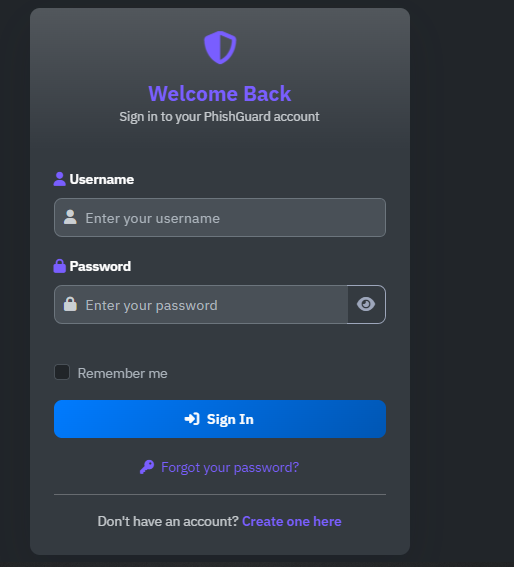 Welcome Back
Sign in to your PhishGuard account
Username
Enter your username
Password
Enter your password
Remember me
Sign In
Forgot your password?
Don't have an account? Create one here